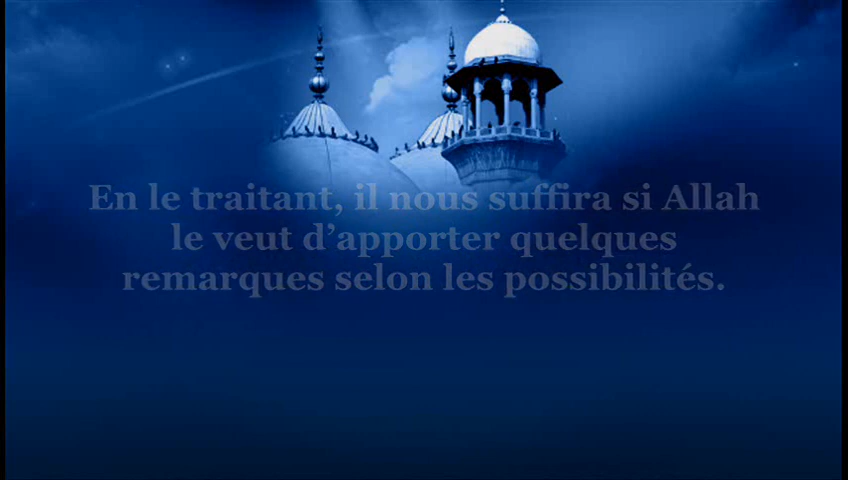 En le traitant, il nous suffira si Allah
le veut d’apporter quelques
remarques selon les possibilités.